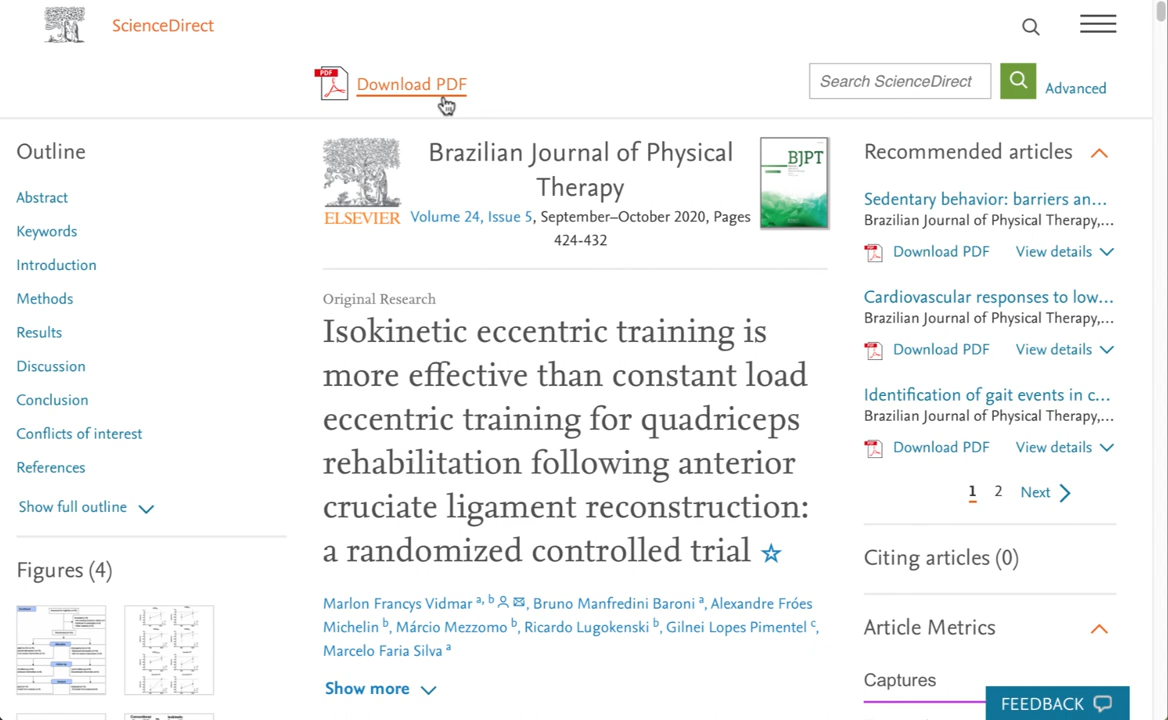 ScienceDirect
PDF
Download PDF
Search ScienceDirect
Advanced
Outline
Abstract
Keywords
Introduction
Methods
Results
Discussion
Conclusion
Conflicts of interest
References
Show full outline
Figures (4)
ELSEVIER
Brazilian Journal of Physical
Therapy
Volume 24, Issue 5, September–October 2020, Pages
424-432
BJPT
Original Research
Isokinetic eccentric training is
more effective than constant load
eccentric training for quadriceps
rehabilitation following anterior
cruciate ligament reconstruction:
a randomized controlled trial
Marlon Francys Vidmar a, b, Bruno Manfredini Baroni a, Alexandre Fróes
Michelin b, Márcio Mezzomo b, Ricardo Lugokenski b, Gilnei Lopes Pimentel c,
Marcelo Faria Silva a
Show more
Recommended articles
Sedentary behavior: barriers an...
Brazilian Journal of Physical Therapy,...
Download PDF View details
Cardiovascular responses to low...
Brazilian Journal of Physical Therapy,...
Download PDF View details
Identification of gait events in c...
Brazilian Journal of Physical Therapy,...
Download PDF View details
1 2 Next
Citing articles (0)
Article Metrics
Captures
FEEDBACK